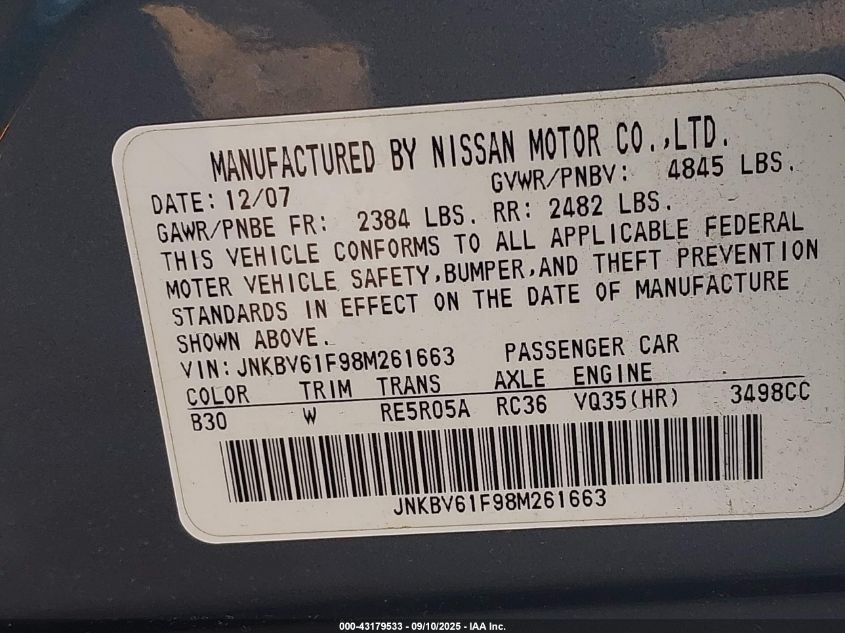 MANUFACTURED BY NISSAN MOTOR CO.,LTD.
DATE: 12/07 GVWR/PNBV: 4845 LBS.
GAWR/PNBE FR: 2384 LBS. RR: 2482 LBS.
THIS VEHICLE CONFORMS TO ALL APPLICABLE FEDERAL
MOTER VEHICLE SAFETY,BUMPER,AND THEFT PREVENTION
STANDARDS IN EFFECT ON THE DATE OF MANUFACTURE
SHOWN ABOVE.
VIN: JNKBV61F98M261663 PASSENGER CAR
COLOR TRIM TRANS AXLE ENGINE
B30 W RE5R05A RC36 VQ35(HR) 3498CC
JNKBV61F98M261663
000-43179533 - 09/10/2025 - IAA Inc.